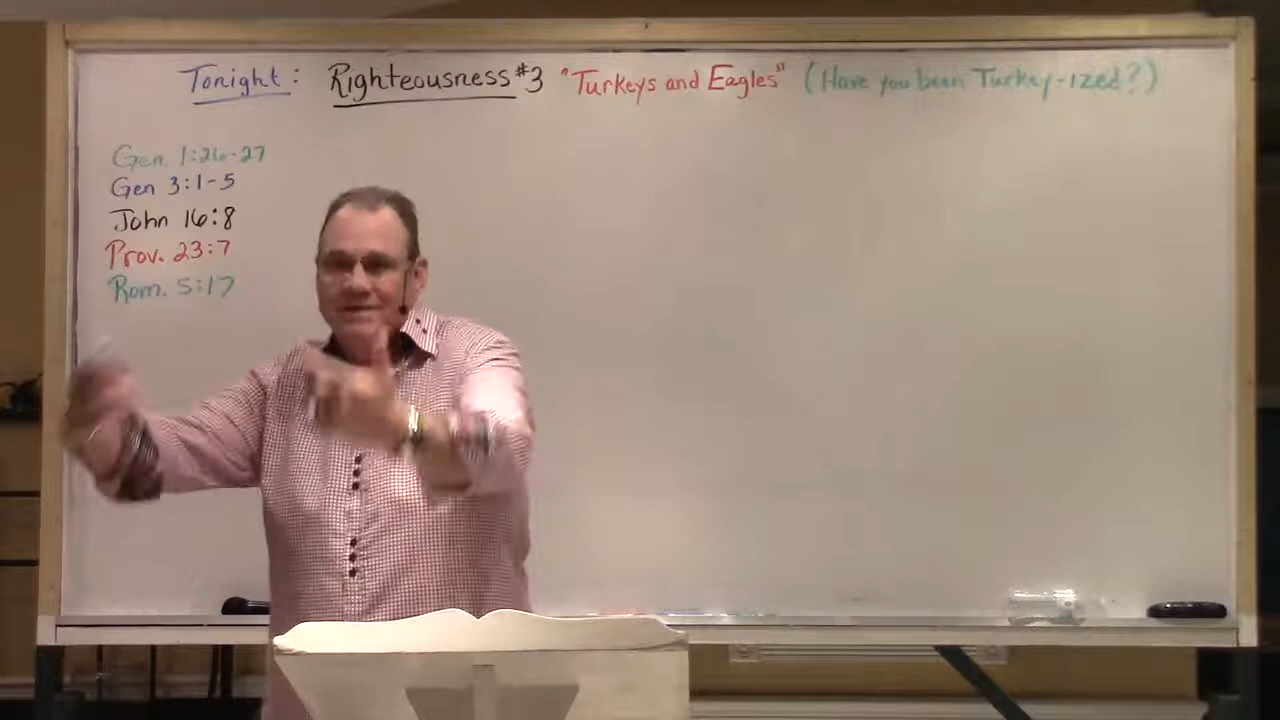 Tonight: Righteousness #3 "Turkeys and Eagles" (Have you been Turkey-ized?)
Gen 1:26-27
Gen 3:1-5
John 16:8
Prov. 23:7
Rom. 5:17